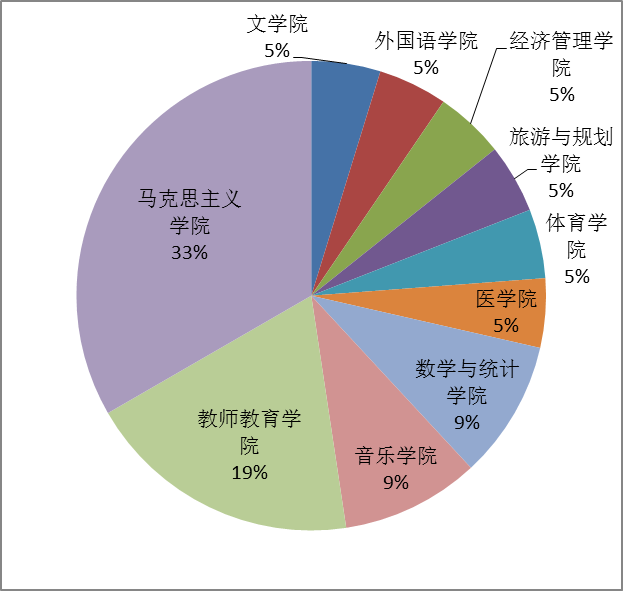 文学院
5%
外国语学院
5%
经济管理学
院
5%
旅游与规划
学院
5%
体育学
院
5%
医学院
5%
数学与统计
学院
9%
音乐学院
9%
教师教育学
院
19%
马克思主义
学院
33%